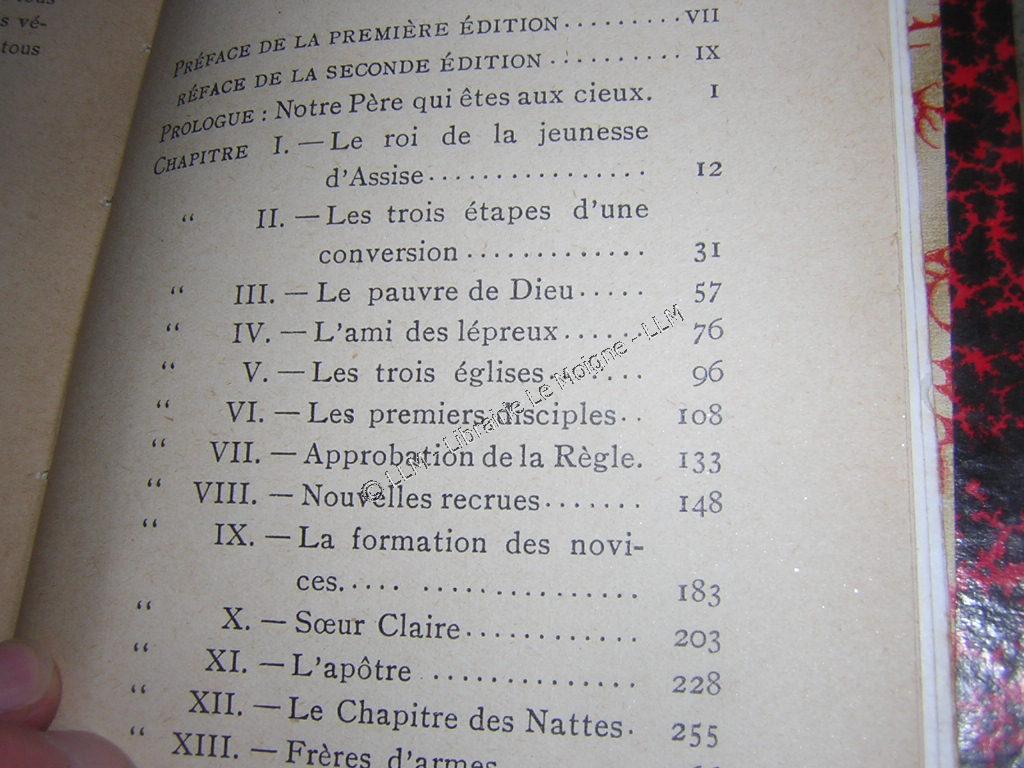 s vé-
tous
PRÉFACE DE LA PREMIÈRE ÉDITION.........VII
RÉFACE DE LA SECONDE ÉDITION.......... IX
PROLOGUE : Notre Père qui êtes aux cieux. 1
CHAPITRE I. — Le roi de la jeunesse
d'Assise................ 12
“ II. — Les trois étapes d'une
conversion............. 31
“ III. — Le pauvre de Dieu..... 57
“ IV. — L'ami des lépreux...... 76
“ V. — Les trois églises....... 96
“ VI. — Les premiers disciples.. 108
“ VII. — Approbation de la Règle. 133
“ VIII. — Nouvelles recrues....... 148
“ IX. — La formation des novi-
ces..... ................ 183
“ X. — Sœur Claire............ 203
“ XI. — L'apôtre ............... 228
“ XII. — Le Chapitre des Nattes. 255
“ XIII. — Frères d'armes
© LLM - Librairie Le Moigne - LLM